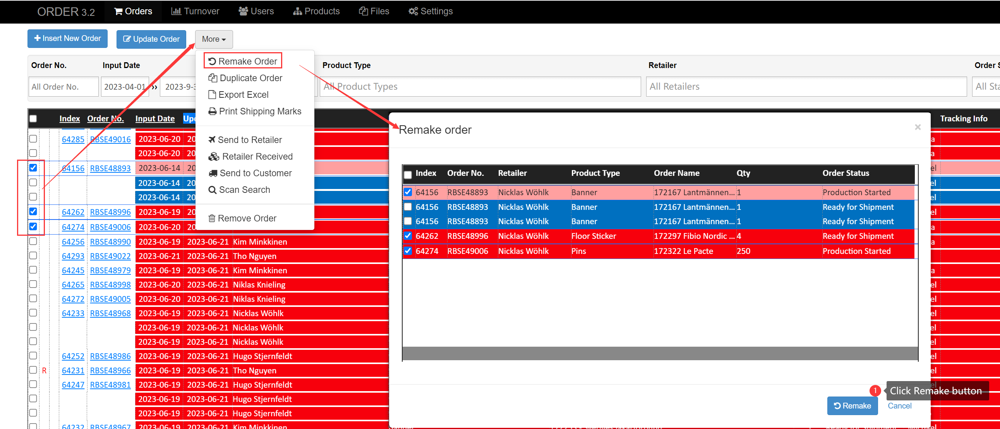 ORDER 3.2 Orders Turnover Users Products Files Settings
Insert New Order Update Order More
Remake Order
Duplicate Order
Export Excel
Print Shipping Marks
Send to Retailer
Retailer Received
Send to Customer
Scan Search
Remove Order
Order No. Input Date Product Type Retailer Order S
All Order No. 2023-04-01 ›› 2023-9-3 All Product Types All Retailers All Sta
Index Order No. Input Date Upd Tracking Info
64285 RBSE49016 2023-06-20 20 a
2023-06-20 20 a
64156 RBSE48893 2023-06-14 20 el
2023-06-14 20 el
2023-06-14 20 el
64262 RBSE48996 2023-06-19 20 el
64274 RBSE49006 2023-06-20 20 a
64256 RBSE48990 2023-06-19 2023-06-21 Kim Minkkinen a
64293 RBSE49022 2023-06-21 2023-06-21 Tho Nguyen
64245 RBSE48979 2023-06-19 2023-06-21 Kim Minkkinen a
64265 RBSE48998 2023-06-20 2023-06-21 Niklas Knieling el
64272 RBSE49005 2023-06-20 2023-06-21 Niklas Knieling el
64233 RBSE48968 2023-06-19 2023-06-21 Nicklas Wöhlk el
2023-06-19 2023-06-21 Nicklas Wöhlk el
2023-06-19 2023-06-21 Nicklas Wöhlk el
64252 RBSE48986 2023-06-19 2023-06-21 Hugo Stjernfeldt el
R 64231 RBSE48966 2023-06-19 2023-06-21 Tho Nguyen el
64247 RBSE48981 2023-06-19 2023-06-21 Hugo Stjernfeldt el
2023-06-19 2023-06-21 Hugo Stjernfeldt
2023-06-19 2023-06-21 Hugo Stjernfeldt
64232 RBSE48967 2023-06-19 2023-06-21 Kim Minkkinen
Remake order ×
Index Order No. Retailer Product Type Order Name Qty Order Status
64156 RBSE48893 Nicklas Wöhlk Banner 172167 Lantmännen... 1 Production Started
64156 RBSE48893 Nicklas Wöhlk Banner 172167 Lantmännen... 1 Ready for Shipment
64156 RBSE48893 Nicklas Wöhlk Banner 172167 Lantmännen... 1 Ready for Shipment
64262 RBSE48996 Nicklas Wöhlk Floor Sticker 172297 Fibio Nordic ... 4 Ready for Shipment
64274 RBSE49006 Nicklas Wöhlk Pins 172322 Le Pacte 250 Production Started
1 Click Remake button
Remake Cancel